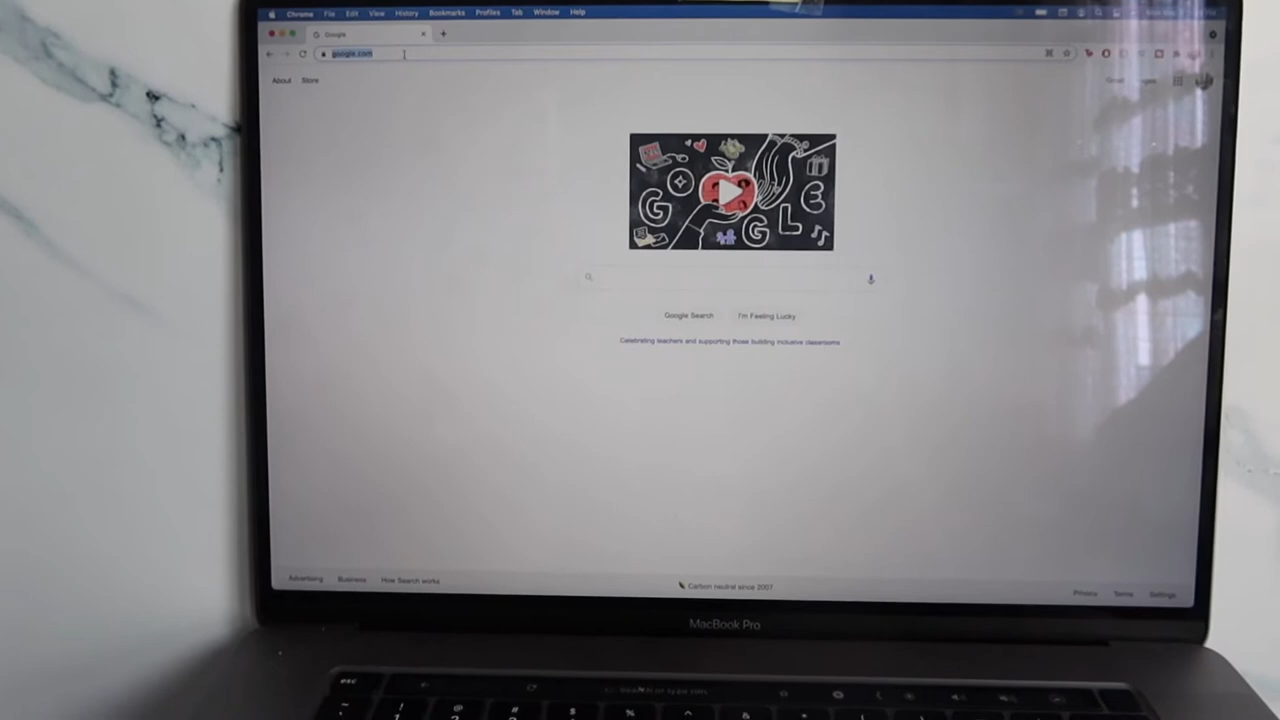 Chrome File Edit View History Bookmarks Profiles Tab Window Help
Google
google.com
About Store
Gmail
G G L E
Google Search I'm Feeling Lucky
Celebrating teachers and supporting those building inclusive classrooms
Advertising Business How Search works
Carbon neutral since 2007
Privacy Terms Settings
MacBook Pro
esc